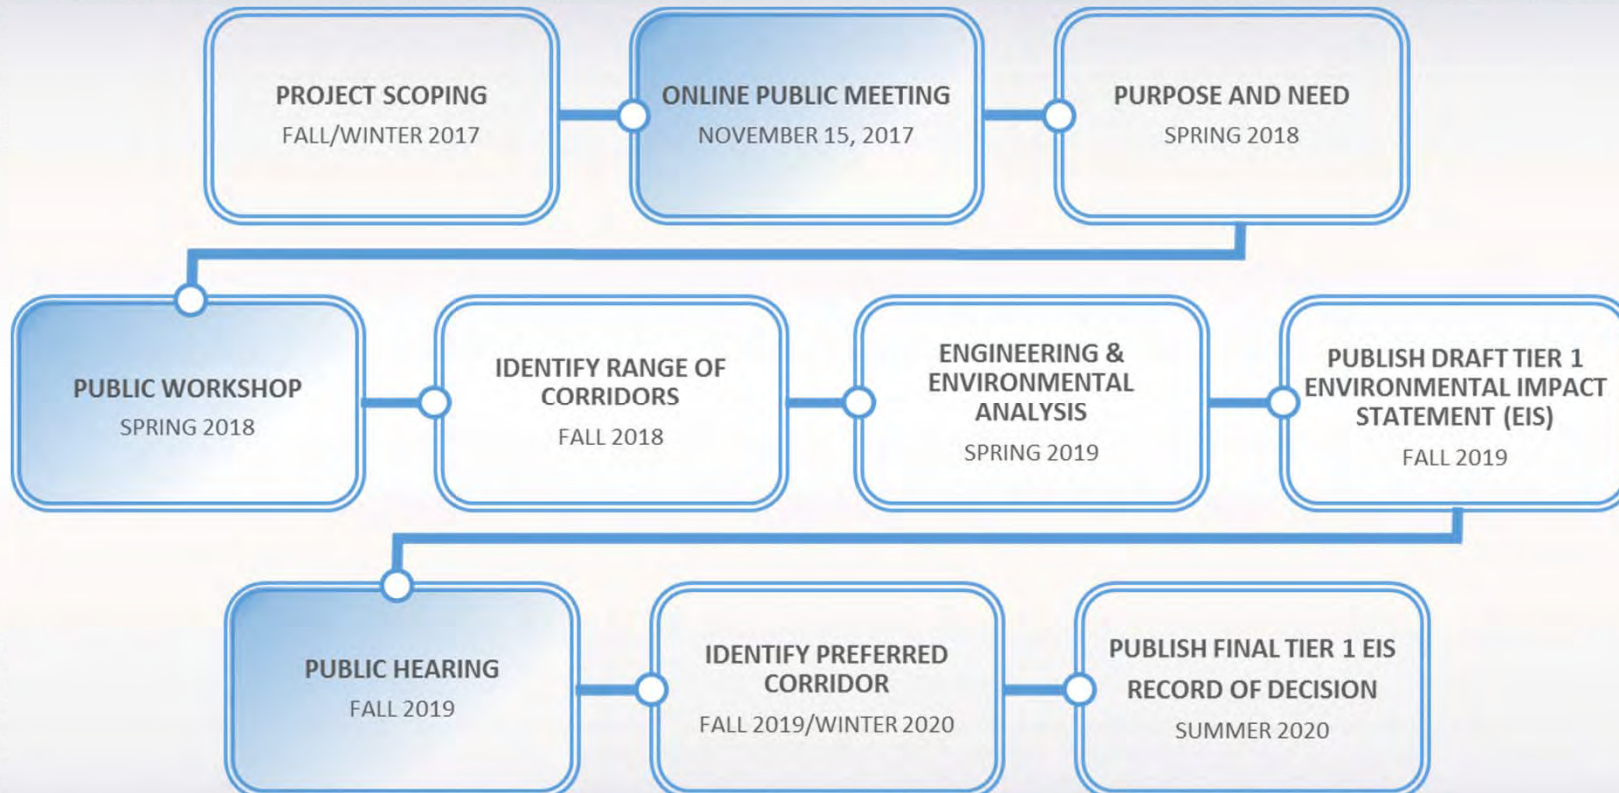 PROJECT SCOPING
FALL/WINTER 2017
ONLINE PUBLIC MEETING
NOVEMBER 15, 2017
PURPOSE AND NEED
SPRING 2018
PUBLIC WORKSHOP
SPRING 2018
IDENTIFY RANGE OF
CORRIDORS
FALL 2018
ENGINEERING &
ENVIRONMENTAL
ANALYSIS
SPRING 2019
PUBLISH DRAFT TIER 1
ENVIRONMENTAL IMPACT
STATEMENT (EIS)
FALL 2019
PUBLIC HEARING
FALL 2019
IDENTIFY PREFERRED
CORRIDOR
FALL 2019/WINTER 2020
PUBLISH FINAL TIER 1 EIS
RECORD OF DECISION
SUMMER 2020